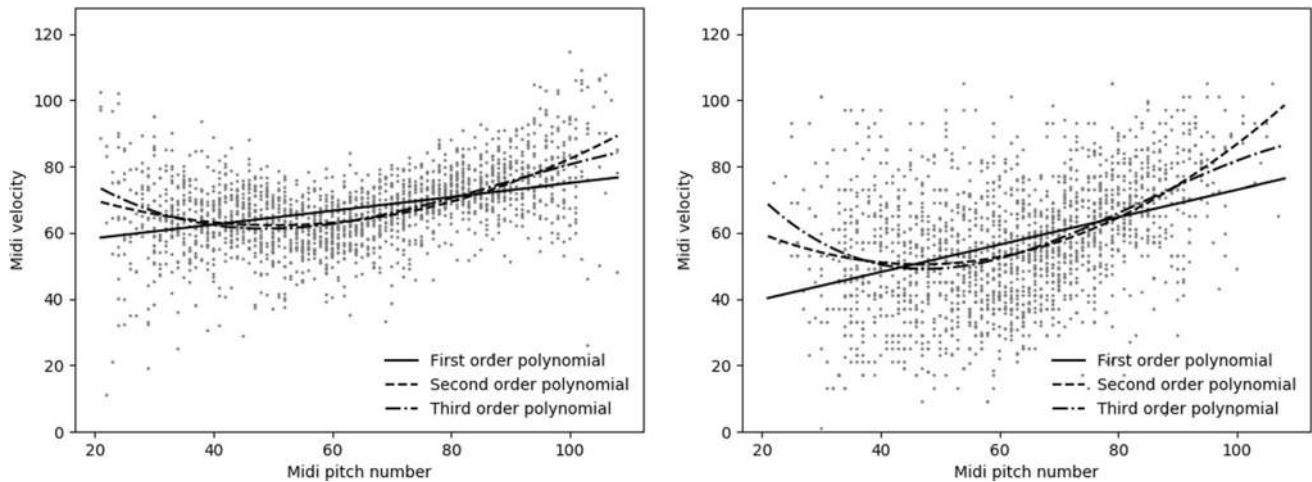 120
100
80
60
40
20
0
Midi velocity
First order polynomial
Second order polynomial
Third order polynomial
20 40 60 80 100
Midi pitch number
120
100
80
60
40
20
0
Midi velocity
First order polynomial
Second order polynomial
Third order polynomial
20 40 60 80 100
Midi pitch number